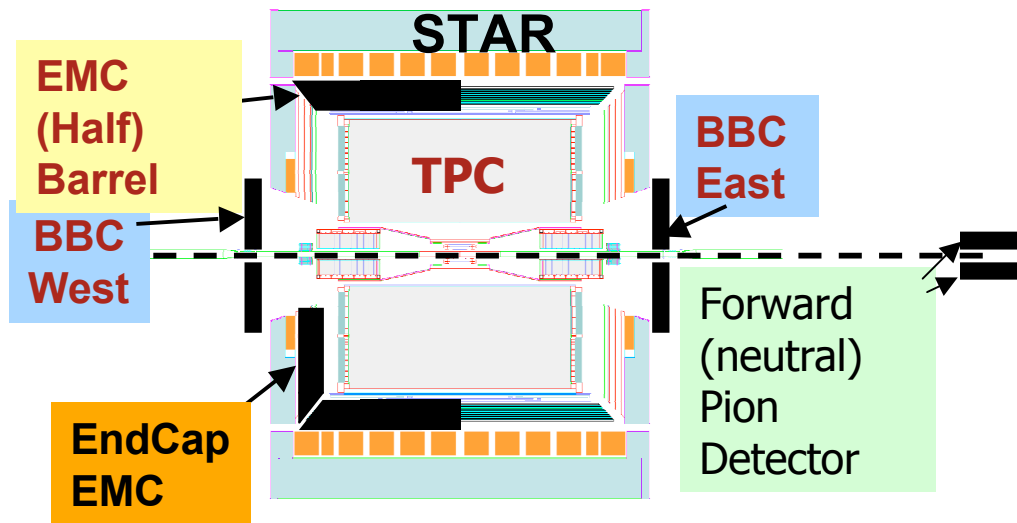 STAR
EMC
(Half)
Barrel
BBC
West
TPC
BBC
East
EndCap
EMC
Forward
(neutral)
Pion
Detector